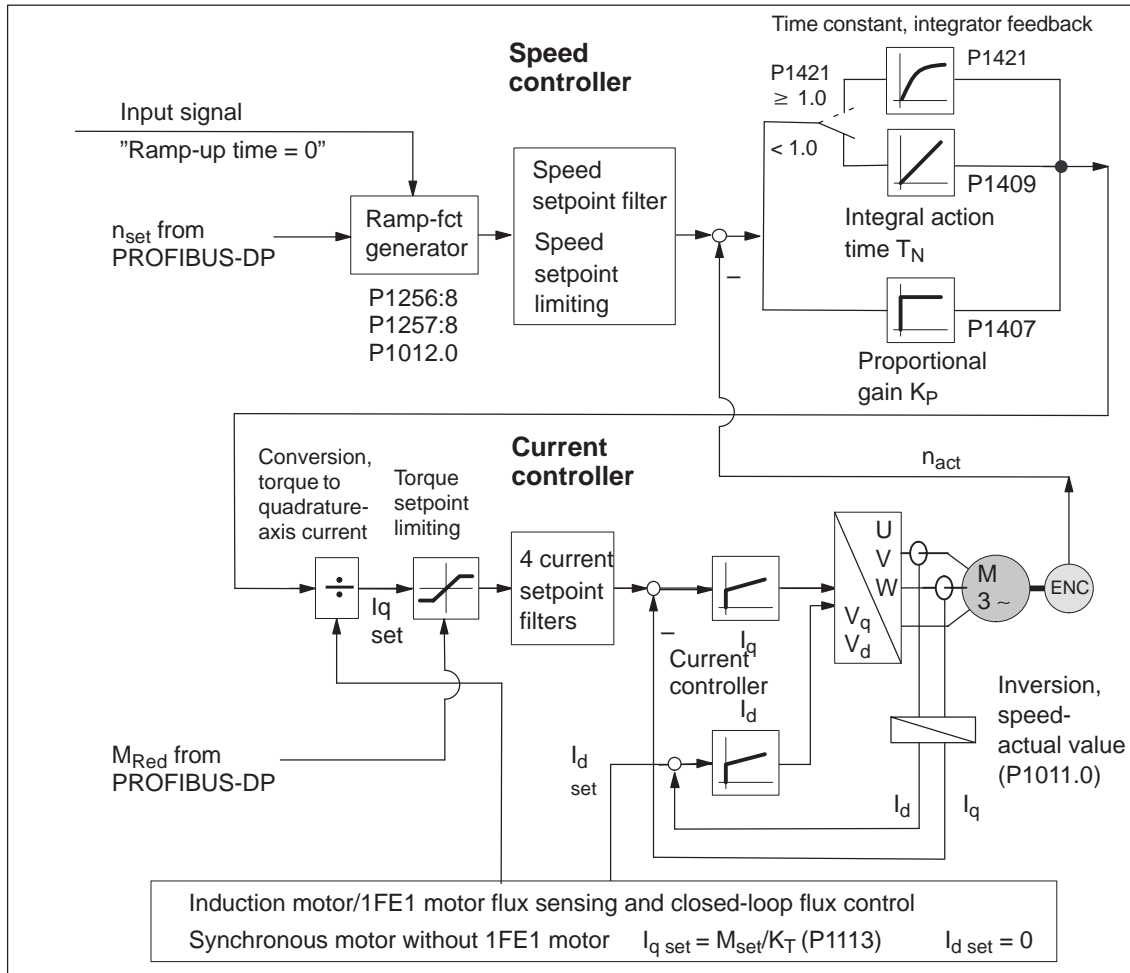 Time constant, integrator feedback
Speed
controller
P1421
≥ 1.0
P1421
Input signal
"Ramp-up time = 0"
< 1.0
Speed
setpoint filter
Speed
setpoint
limiting
P1409
Integral action
time TN
nset from
PROFIBUS-DP
Ramp-fct
generator
–
P1256:8
P1257:8
P1012.0
P1407
Proportional
gain KP
Current
controller
nact
Conversion,
torque to
quadrature-
axis current
Torque
setpoint
limiting
÷
Iq
set
4 current
setpoint
filters
U
V
W
Vq
Vd
M
3 ~
ENC
–
Iq
Current
controller
Id
Inversion,
speed-
actual value
(P1011.0)
MRed from
PROFIBUS-DP
Id
set
Id
Iq
Induction motor/1FE1 motor flux sensing and closed-loop flux control
Synchronous motor without 1FE1 motor Iq set = Mset/KT (P1113) Id set = 0